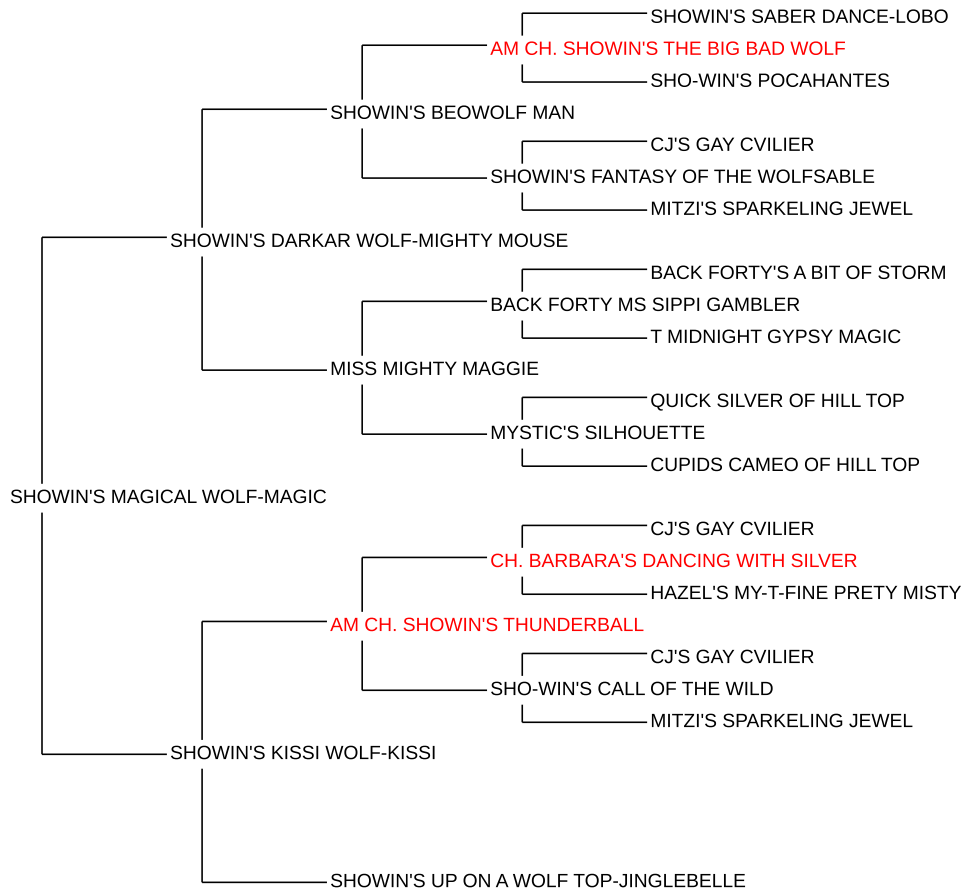 SHOWIN'S SABER DANCE-LOBO
AM CH. SHOWIN'S THE BIG BAD WOLF
SHO-WIN'S POCAHANTES
SHOWIN'S BEOWOLF MAN
CJ'S GAY CVILIER
SHOWIN'S FANTASY OF THE WOLFSABLE
MITZI'S SPARKELING JEWEL
SHOWIN'S DARKAR WOLF-MIGHTY MOUSE
BACK FORTY'S A BIT OF STORM
BACK FORTY MS SIPPI GAMBLER
T MIDNIGHT GYPSY MAGIC
MISS MIGHTY MAGGIE
QUICK SILVER OF HILL TOP
MYSTIC'S SILHOUETTE
CUPIDS CAMEO OF HILL TOP
SHOWIN'S MAGICAL WOLF-MAGIC
CJ'S GAY CVILIER
CH. BARBARA'S DANCING WITH SILVER
HAZEL'S MY-T-FINE PRETY MISTY
AM CH. SHOWIN'S THUNDERBALL
CJ'S GAY CVILIER
SHO-WIN'S CALL OF THE WILD
MITZI'S SPARKELING JEWEL
SHOWIN'S KISSI WOLF-KISSI
SHOWIN'S UP ON A WOLF TOP-JINGLEBELLE